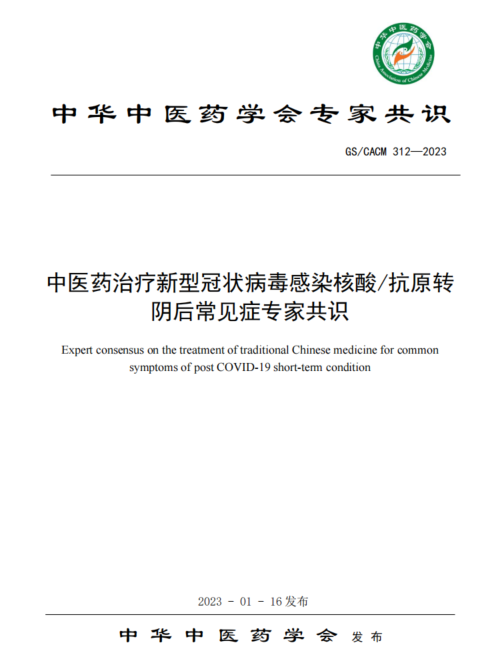 中华中医药学会
China Association of Chinese Medicine
中华中医药学会专家共识
GS/CACM 312—2023
中医药治疗新型冠状病毒感染核酸/抗原转
阴后常见症专家共识
Expert consensus on the treatment of traditional Chinese medicine for common
symptoms of post COVID-19 short-term condition
2023 - 01 - 16 发布
中华中医药学会 发布